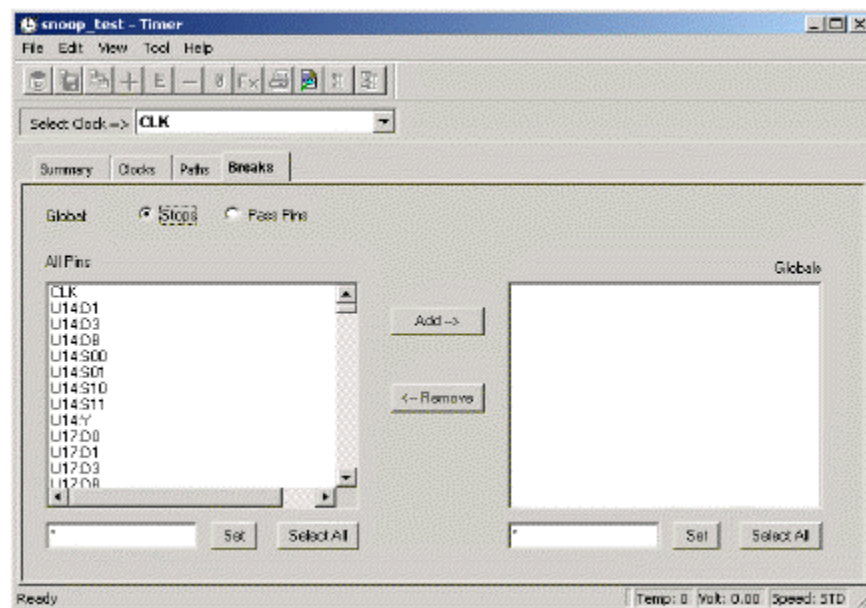 snoop_test - Timer
File Edit View Tool Help
Select Clock => CLK
Summary Clocks Paths Breaks
Global Stops Pass Pins
All Pins
Globals
CLK
U14:D1
U14:D3
U14:D8
U14:S00
U14:S01
U14:S10
U14:S11
U14:Y
U17:D0
U17:D1
U17:D3
U17:D8
Add -->
<-- Remove
* Set Select All
* Set Select All
Ready Temp: 0 Volt: 0.00 Speed: STD